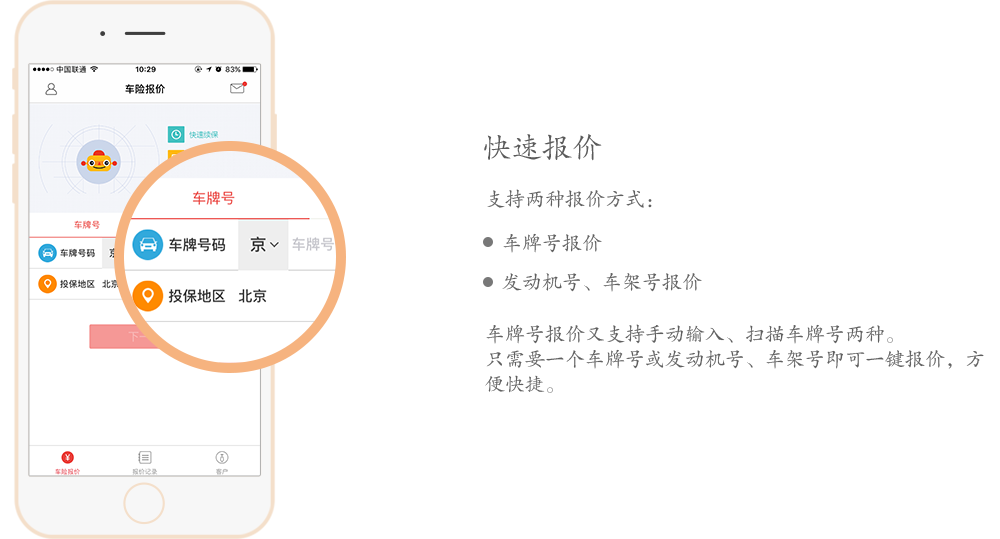 中国联通
10:29
83%
车险报价
快速续保
车牌号
车牌号码
京
投保地区 北京
下一
车牌号
车牌号码 京 车牌号
投保地区 北京
车险报价 报价记录 客户
快速报价
支持两种报价方式：
车牌号报价
发动机号、车架号报价
车牌号报价又支持手动输入、扫描车牌号两种。
只需要一个车牌号或发动机号、车架号即可一键报价，方
便快捷。